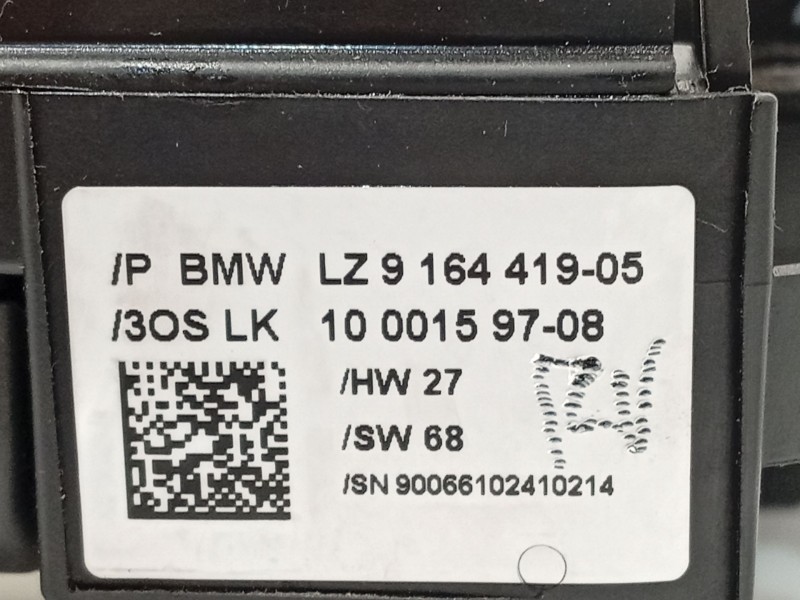 /P BMW LZ 9 164 419-05
/3OS LK 10 0015 97-08
/HW 27
/SW 68
/SN 90066102410214